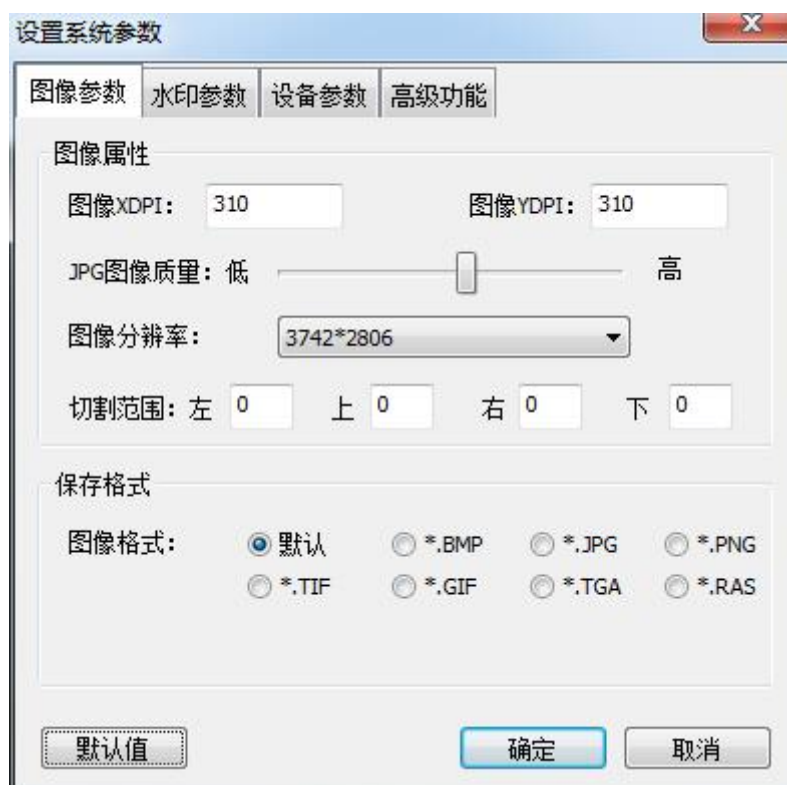 设置系统参数
图像参数 水印参数 设备参数 高级功能
图像属性
图像XDPI: 310 图像YDPI: 310
JPG图像质量: 低 高
图像分辨率: 3742*2806
切割范围: 左 0 上 0 右 0 下 0
保存格式
图像格式: 默认 *.BMP *.JPG *.PNG
*.TIF *.GIF *.TGA *.RAS
默认值 确定 取消